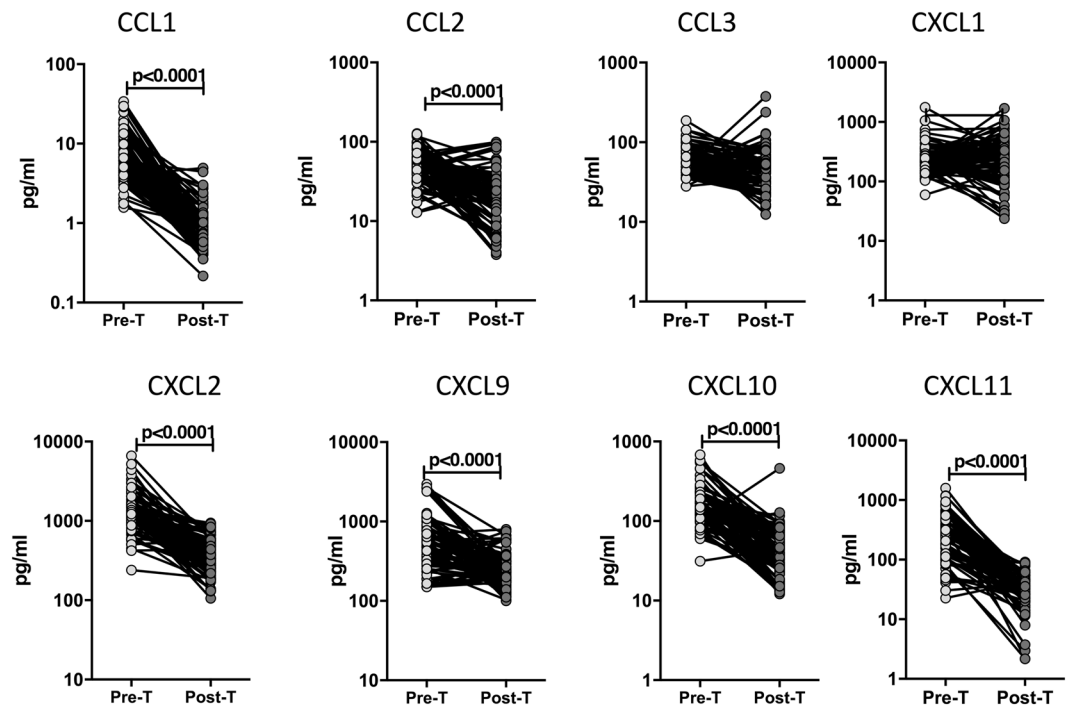 CCL1
CCL2
CCL3
CXCL1
pg/ml
100
10
1
0.1
p<0.0001
Pre-T
Post-T
pg/ml
1000
100
10
1
p<0.0001
Pre-T
Post-T
pg/ml
1000
100
10
1
Pre-T
Post-T
pg/ml
10000
1000
100
10
1
Pre-T
Post-T
CXCL2
CXCL9
CXCL10
CXCL11
pg/ml
10000
1000
100
10
p<0.0001
Pre-T
Post-T
pg/ml
10000
1000
100
10
p<0.0001
Pre-T
Post-T
pg/ml
1000
100
10
1
p<0.0001
Pre-T
Post-T
pg/ml
10000
1000
100
10
1
p<0.0001
Pre-T
Post-T